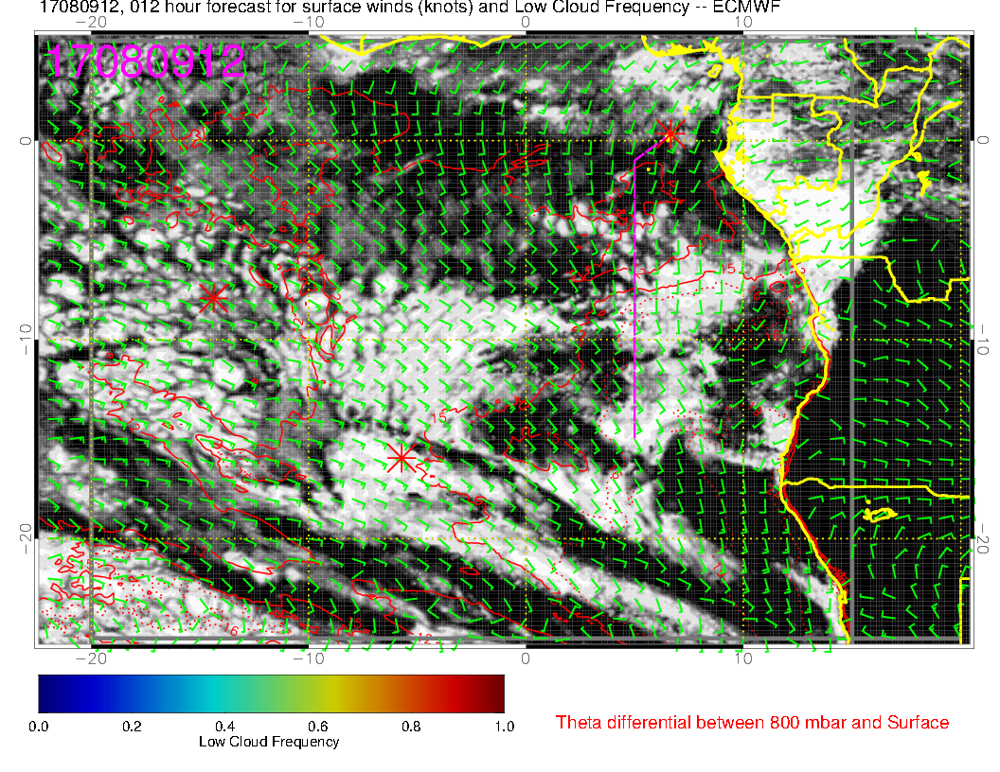 17080912, 012 hour forecast for surface winds (knots) and Low Cloud Frequency -- ECMWF
−20 −10 0 10
17080912
0 0
−10 −10
−20 −20
15
15
−20 −10 0 10
0.0 0.2 0.4 0.6 0.8 1.0
Low Cloud Frequency
Theta differential between 800 mbar and Surface